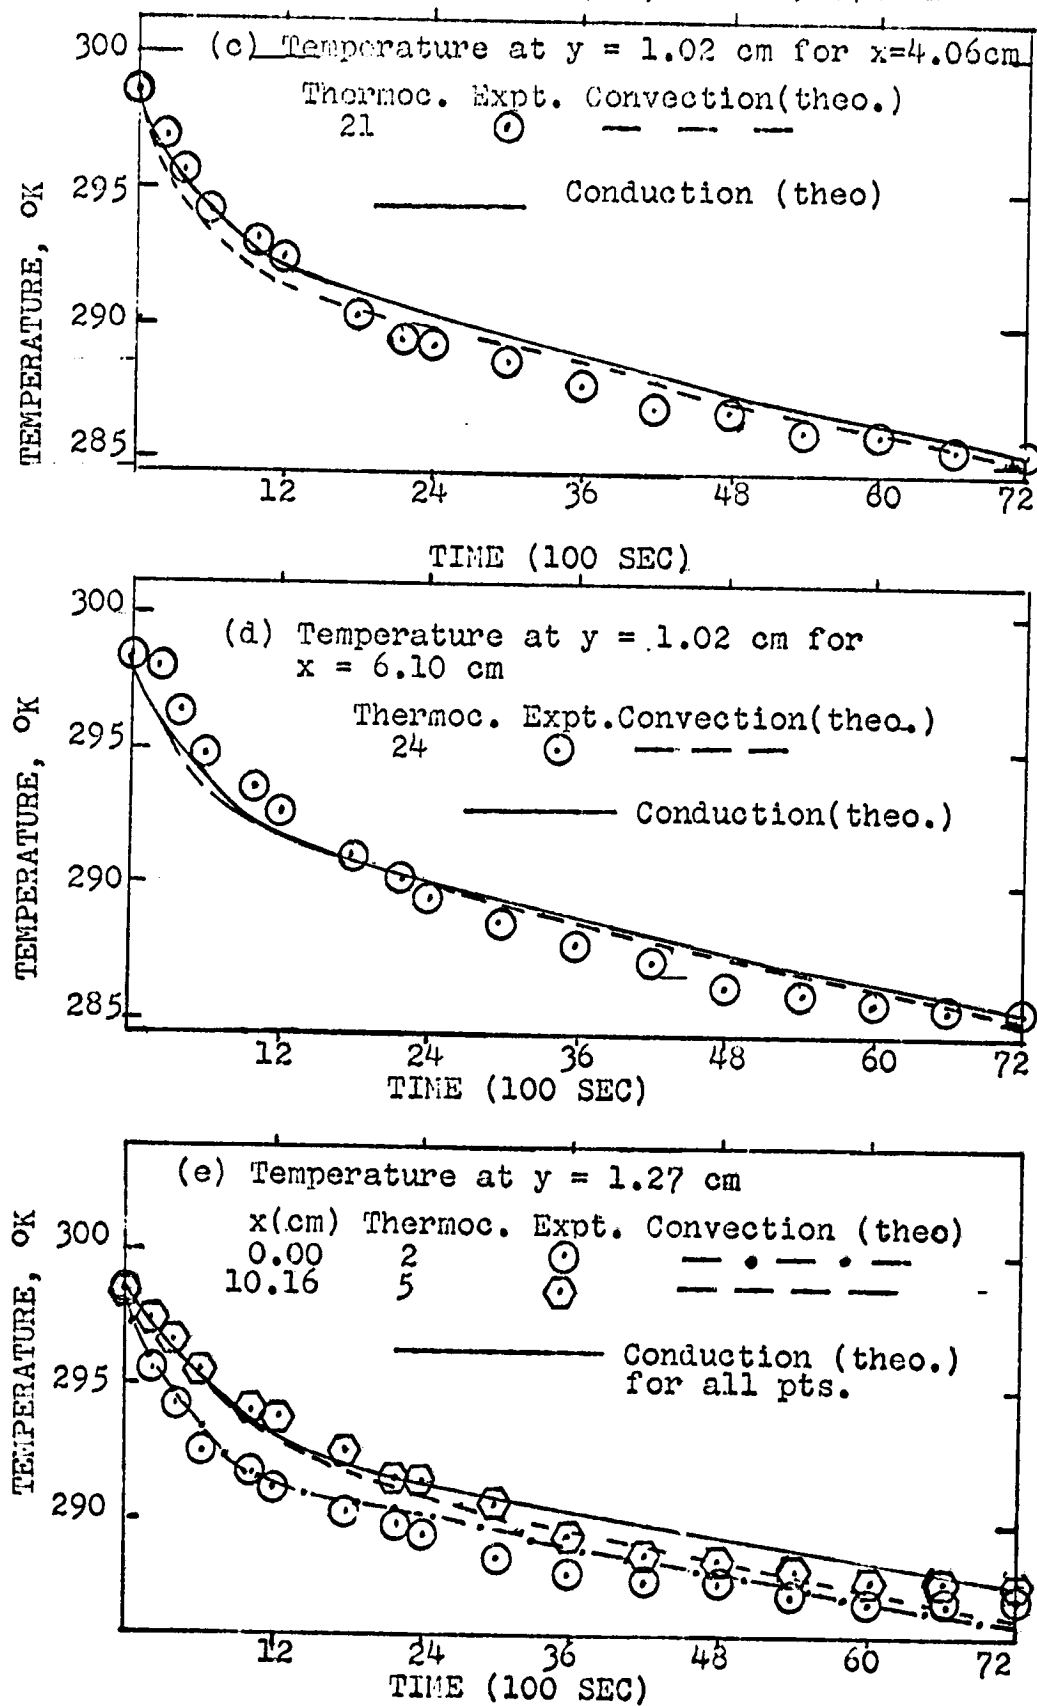 300
(c) Temperature at y = 1.02 cm for x=4.06cm
Thermoc. Expt. Convection(theo.)
21
295
Conduction (theo)
TEMPERATURE, °K
290
285
12 24 36 48 60 72
TIME (100 SEC)
300
(d) Temperature at y = 1.02 cm for
x = 6.10 cm
Thermoc. Expt. Convection(theo.)
24
295
Conduction(theo.)
TEMPERATURE, °K
290
285
12 24 36 48 60 72
TIME (100 SEC)
(e) Temperature at y = 1.27 cm
x(cm) Thermoc. Expt. Convection (theo)
300
0.00 2
10.16 5
Conduction (theo.)
for all pts.
295
TEMPERATURE, °K
290
12 24 36 48 60 72
TIME (100 SEC)